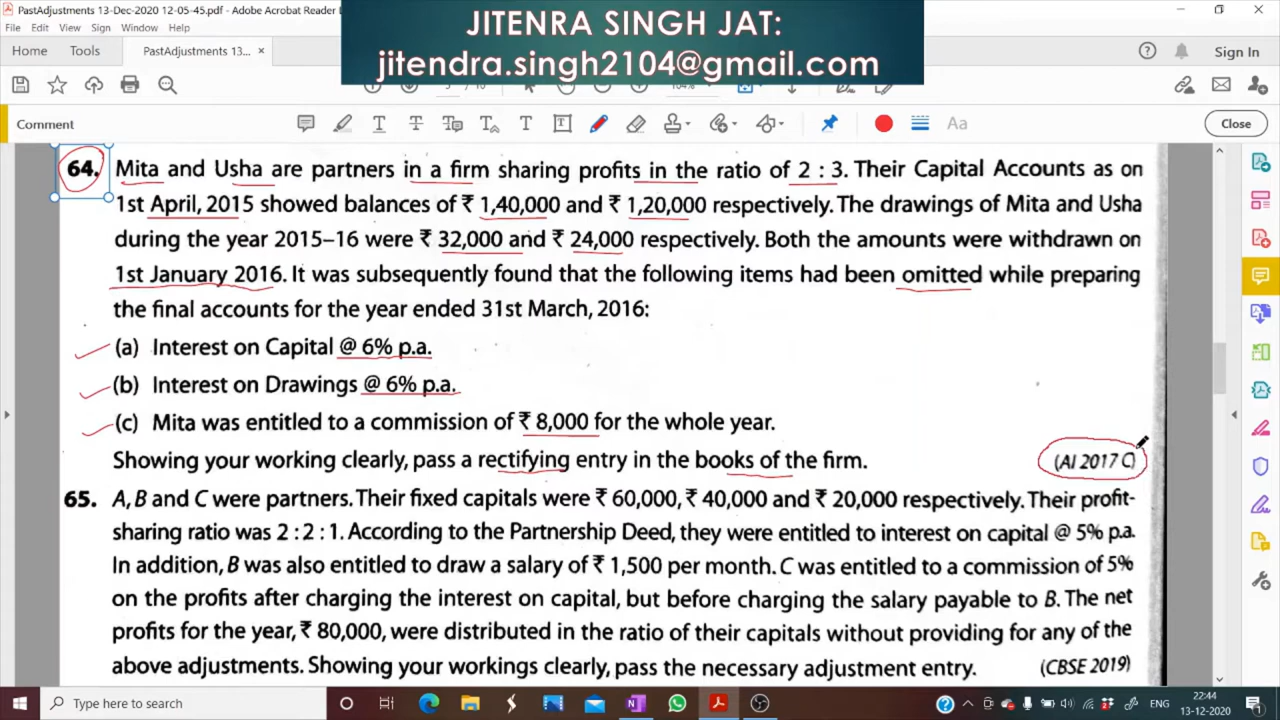 PastAdjustments 13-Dec-2020 12-05-45.pdf - Adobe Acrobat Reader
File Edit View Sign Window Help
JITENRA SINGH JAT:
jitendra.singh2104@gmail.com
Home Tools PastAdjustments 13... × Sign In
Comment Close
64. Mita and Usha are partners in a firm sharing profits in the ratio of 2 : 3. Their Capital Accounts as on
1st April, 2015 showed balances of ₹ 1,40,000 and ₹ 1,20,000 respectively. The drawings of Mita and Usha
during the year 2015–16 were ₹ 32,000 and ₹ 24,000 respectively. Both the amounts were withdrawn on
1st January 2016. It was subsequently found that the following items had been omitted while preparing
the final accounts for the year ended 31st March, 2016:
(a) Interest on Capital @ 6% p.a.
(b) Interest on Drawings @ 6% p.a.
(c) Mita was entitled to a commission of ₹ 8,000 for the whole year.
Showing your working clearly, pass a rectifying entry in the books of the firm. (AI 2017 C)
65. A, B and C were partners. Their fixed capitals were ₹ 60,000, ₹ 40,000 and ₹ 20,000 respectively. Their profit-
sharing ratio was 2 : 2 : 1. According to the Partnership Deed, they were entitled to interest on capital @ 5% p.a.
In addition, B was also entitled to draw a salary of ₹ 1,500 per month. C was entitled to a commission of 5%
on the profits after charging the interest on capital, but before charging the salary payable to B. The net
profits for the year, ₹ 80,000, were distributed in the ratio of their capitals without providing for any of the
above adjustments. Showing your workings clearly, pass the necessary adjustment entry. (CBSE 2019)
Type here to search
ENG
22:44
13-12-2020